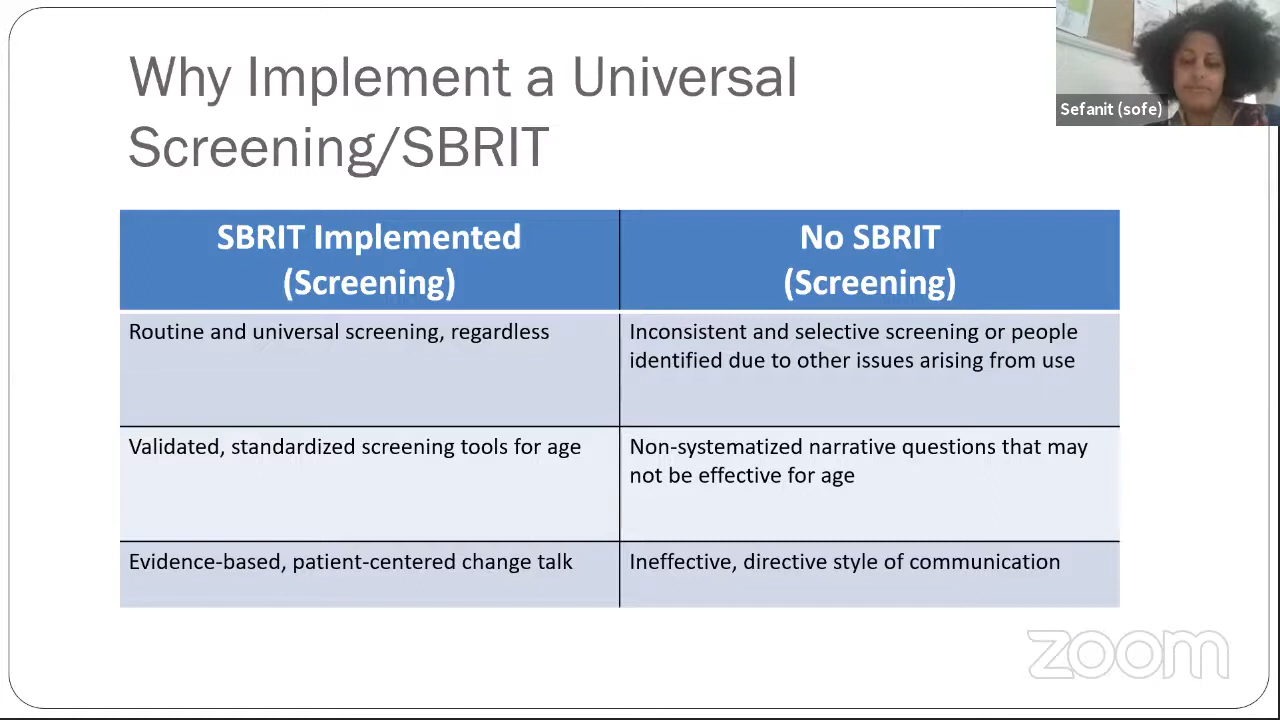 Why Implement a Universal
Screening/SBRIT
Sefanit (sofe)
SBRIT Implemented
(Screening)
No SBRIT
(Screening)
Routine and universal screening, regardless
Inconsistent and selective screening or people
identified due to other issues arising from use
Validated, standardized screening tools for age
Non-systematized narrative questions that may
not be effective for age
Evidence-based, patient-centered change talk
Ineffective, directive style of communication
zoom